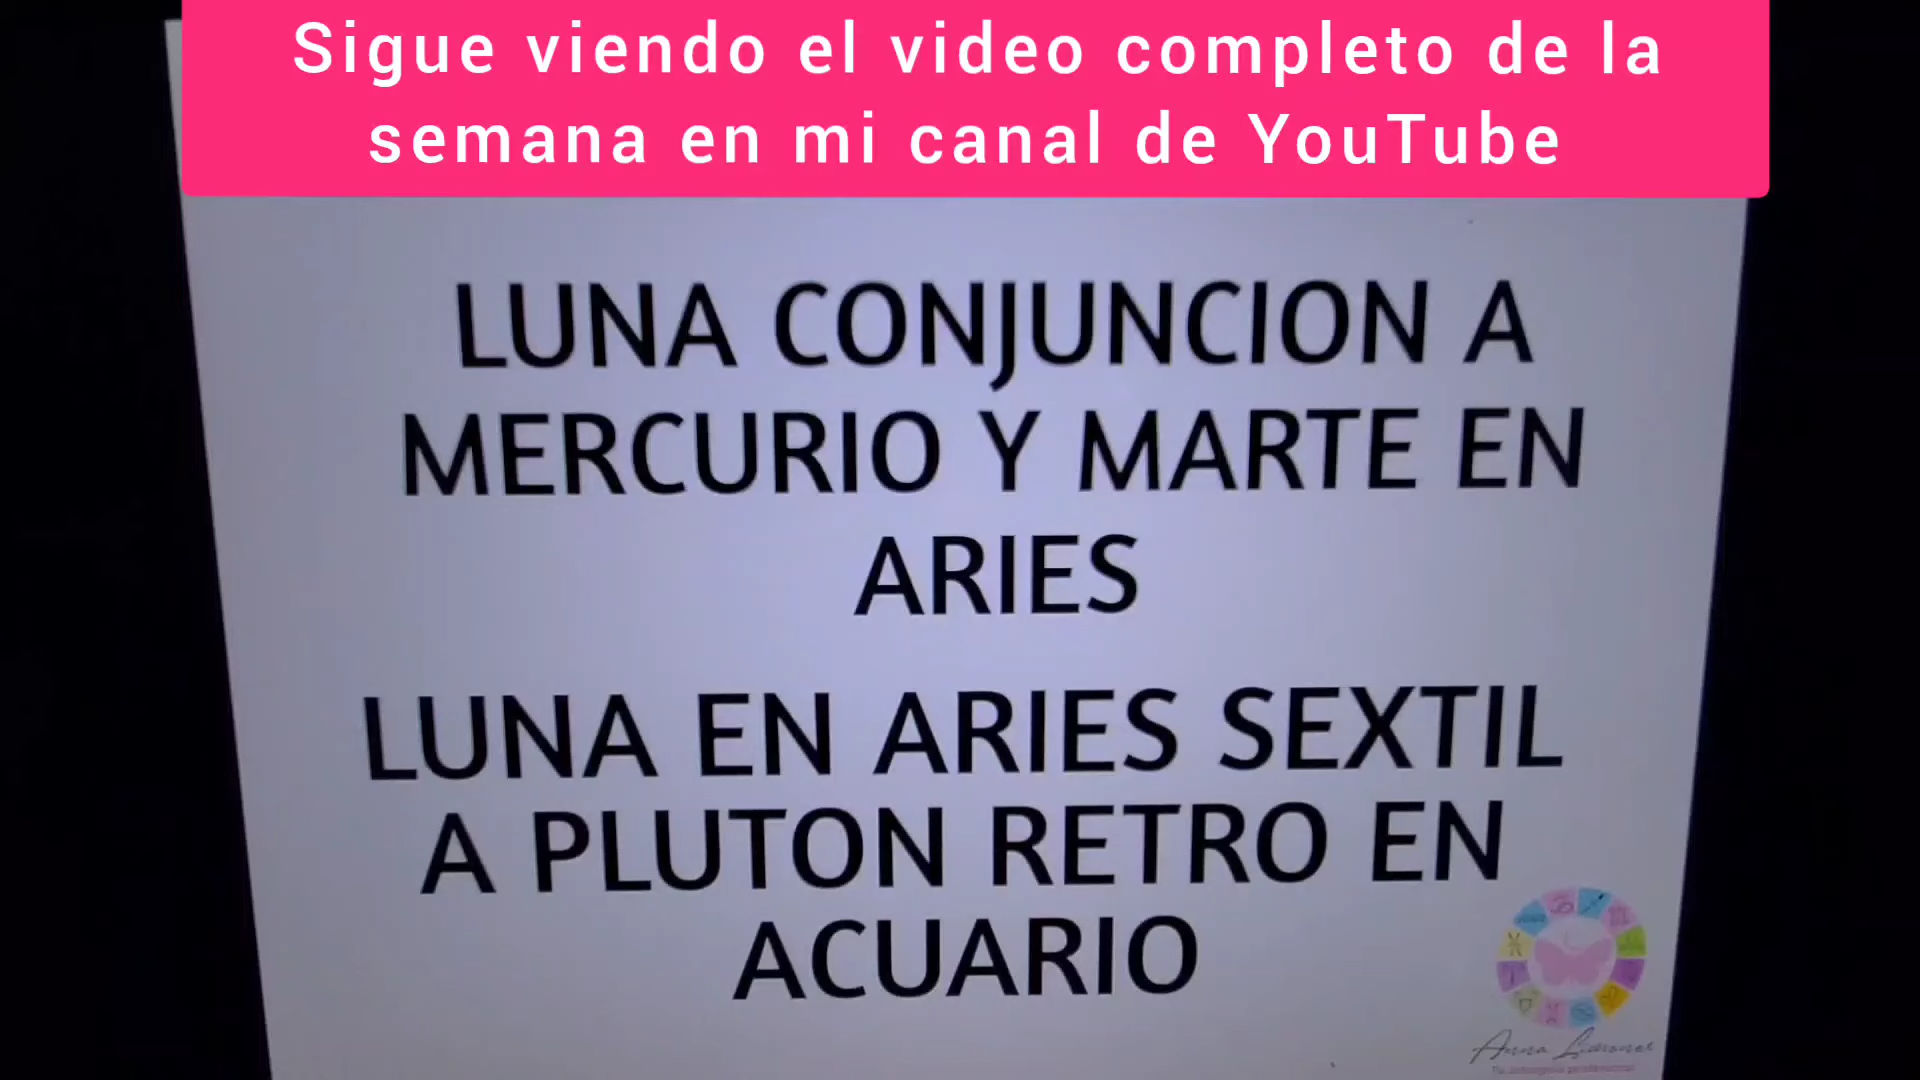 Sigue viendo el video completo de la
semana en mi canal de YouTube
LUNA CONJUNCION A
MERCURIO Y MARTE EN
ARIES
LUNA EN ARIES SEXTIL
A PLUTON RETRO EN
ACUARIO
Anna